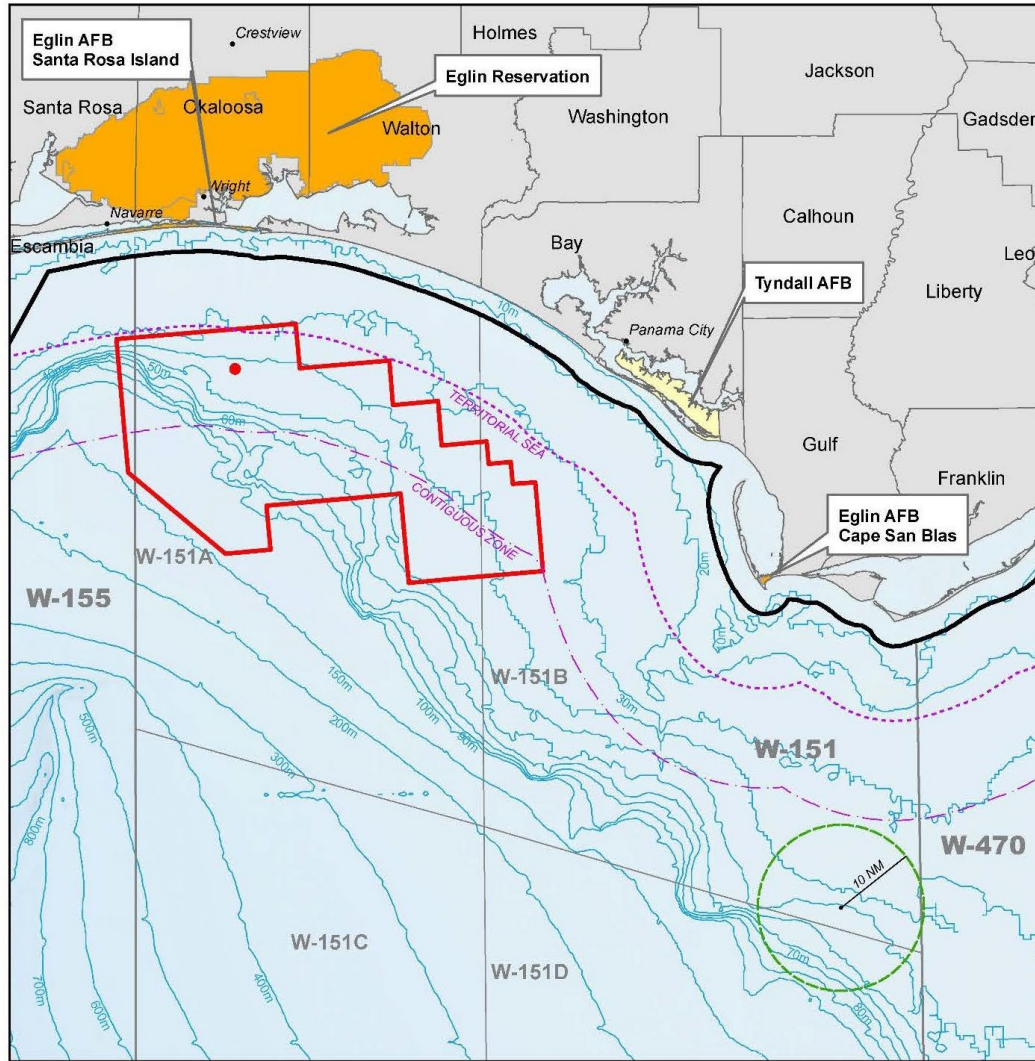 Eglin AFB
Santa Rosa Island
Crestview
Holmes
Jackson
Eglin Reservation
Santa Rosa
Okaloosa
Walton
Washington
Gadsden
Wright
Navarre
Escambia
Calhoun
Leo
Bay
10m
Tyndall AFB
Liberty
Panama City
50m
60m
TERRITORIAL SEA
Gulf
Franklin
CONTIGUOUS ZONE
Eglin AFB
Cape San Blas
W-151A
20m
W-155
10m
W-151B
150m
30m
200m
100m
500m
300m
W-151
800m
W-470
10 NM
W-151C
W-151D
400m
70m
700m
600m
80m